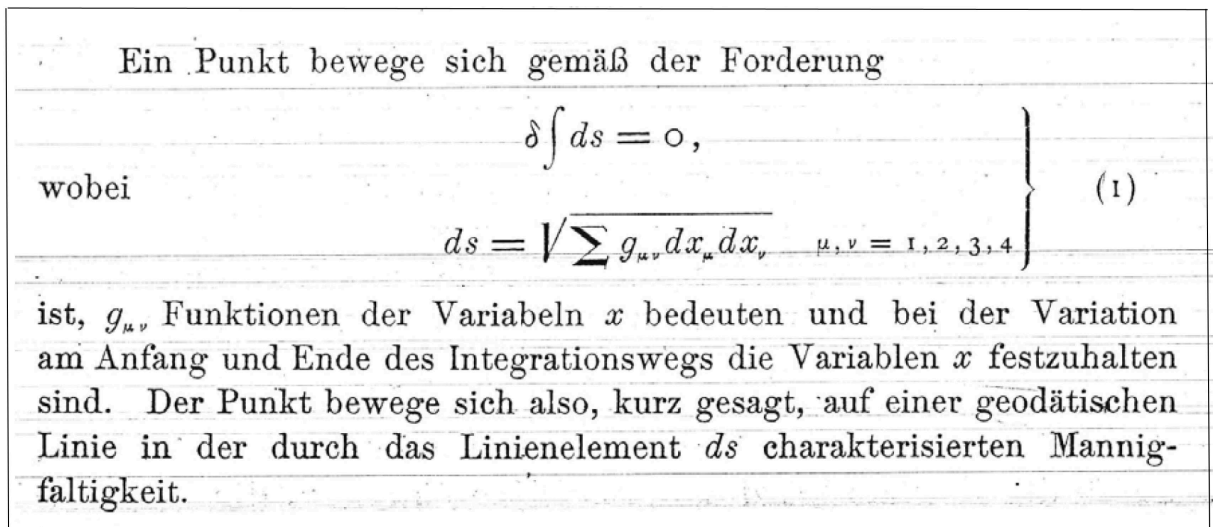 Ein Punkt bewege sich gemäß der Forderung
δ∫ds = 0,
wobei
(1)
ds = √∑ g_μν dx_μ dx_ν   μ, ν = 1, 2, 3, 4
ist, g_μν Funktionen der Variabeln x bedeuten und bei der Variation
am Anfang und Ende des Integrationswegs die Variablen x festzuhalten
sind. Der Punkt bewege sich also, kurz gesagt, auf einer geodätischen
Linie in der durch das Linienelement ds charakterisierten Mannig-
faltigkeit.